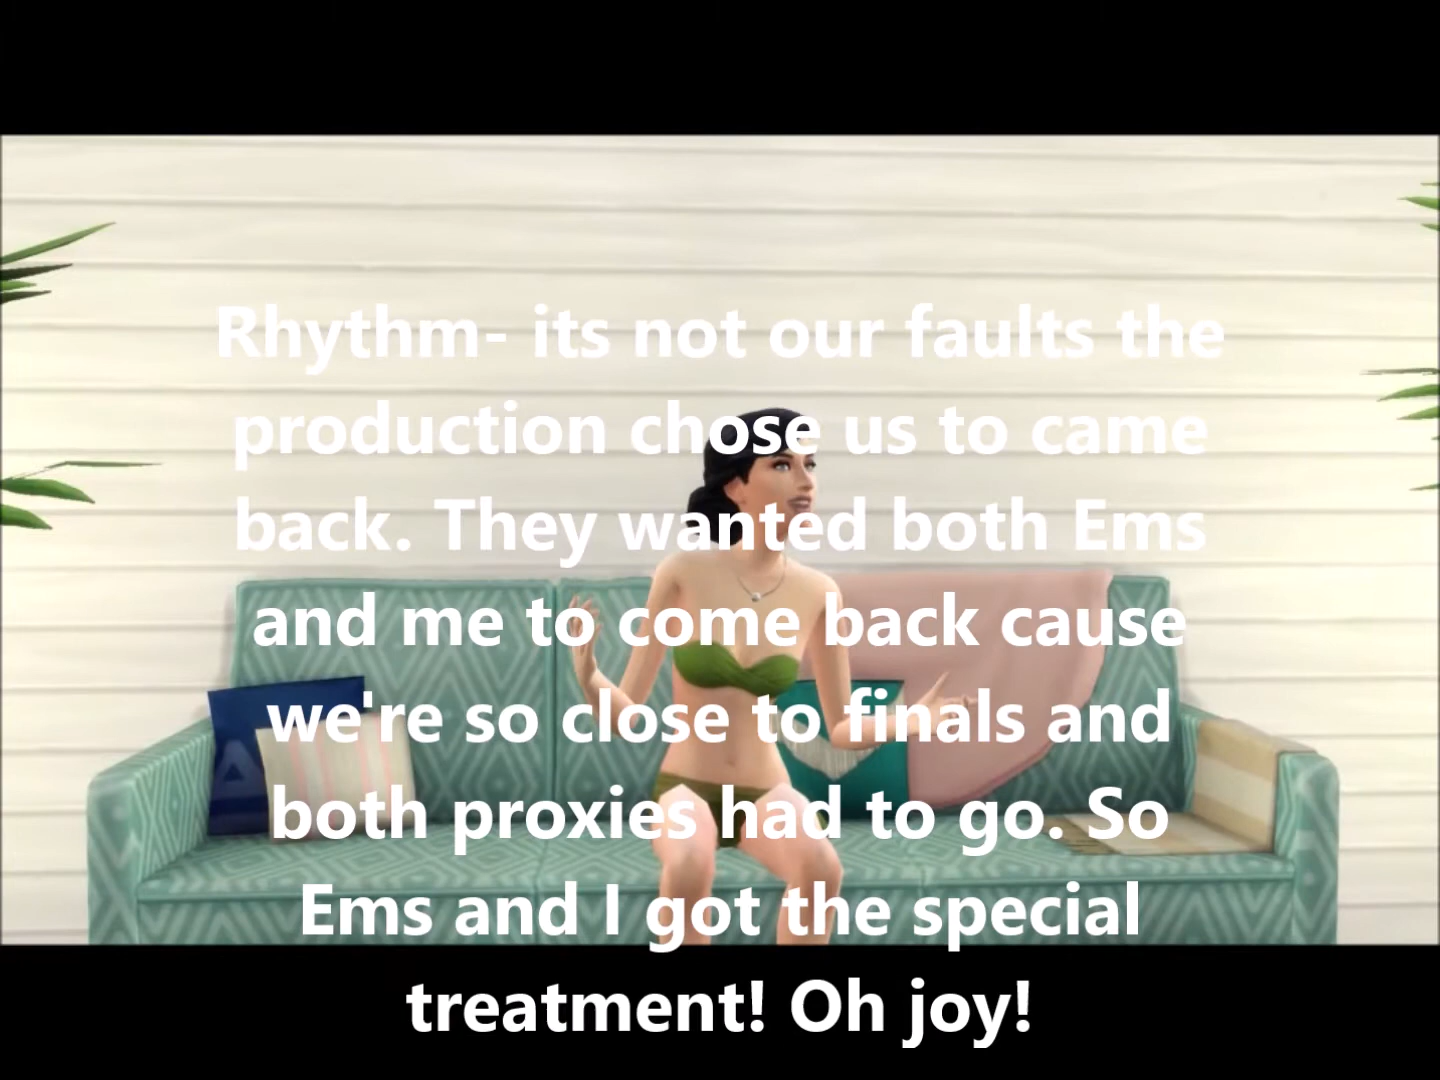 Rhythm- its not our faults the
production chose us to came
back. They wanted both Ems
and me to come back cause
we're so close to finals and
both proxies had to go. So
Ems and I got the special
treatment! Oh joy!